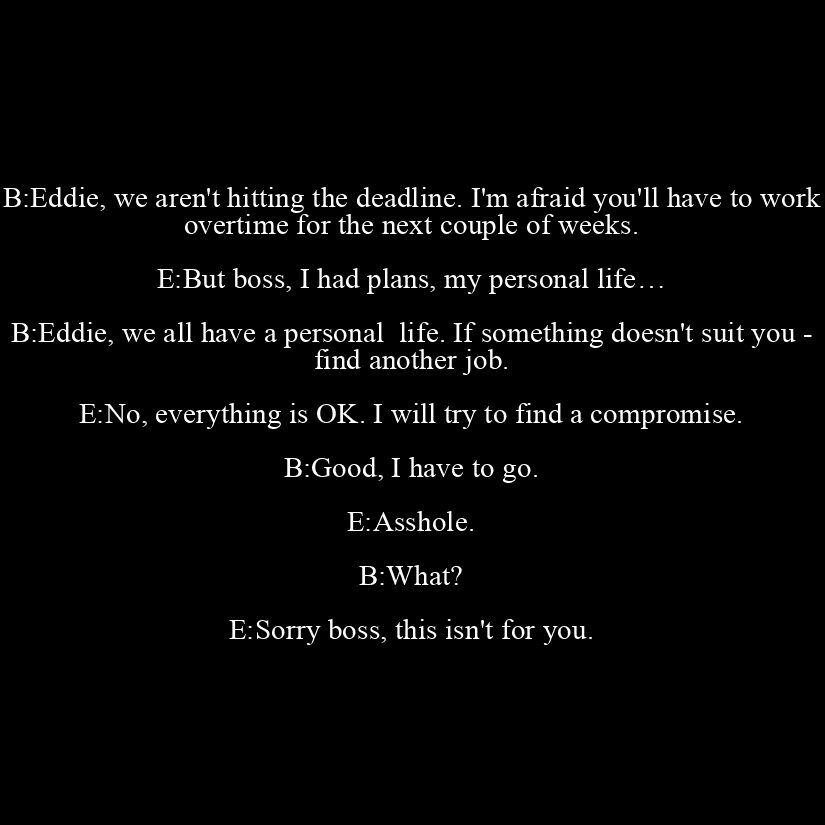 B:Eddie, we aren't hitting the deadline. I'm afraid you'll have to work
overtime for the next couple of weeks.
E:But boss, I had plans, my personal life…
B:Eddie, we all have a personal  life. If something doesn't suit you -
find another job.
E:No, everything is OK. I will try to find a compromise.
B:Good, I have to go.
E:Asshole.
B:What?
E:Sorry boss, this isn't for you.